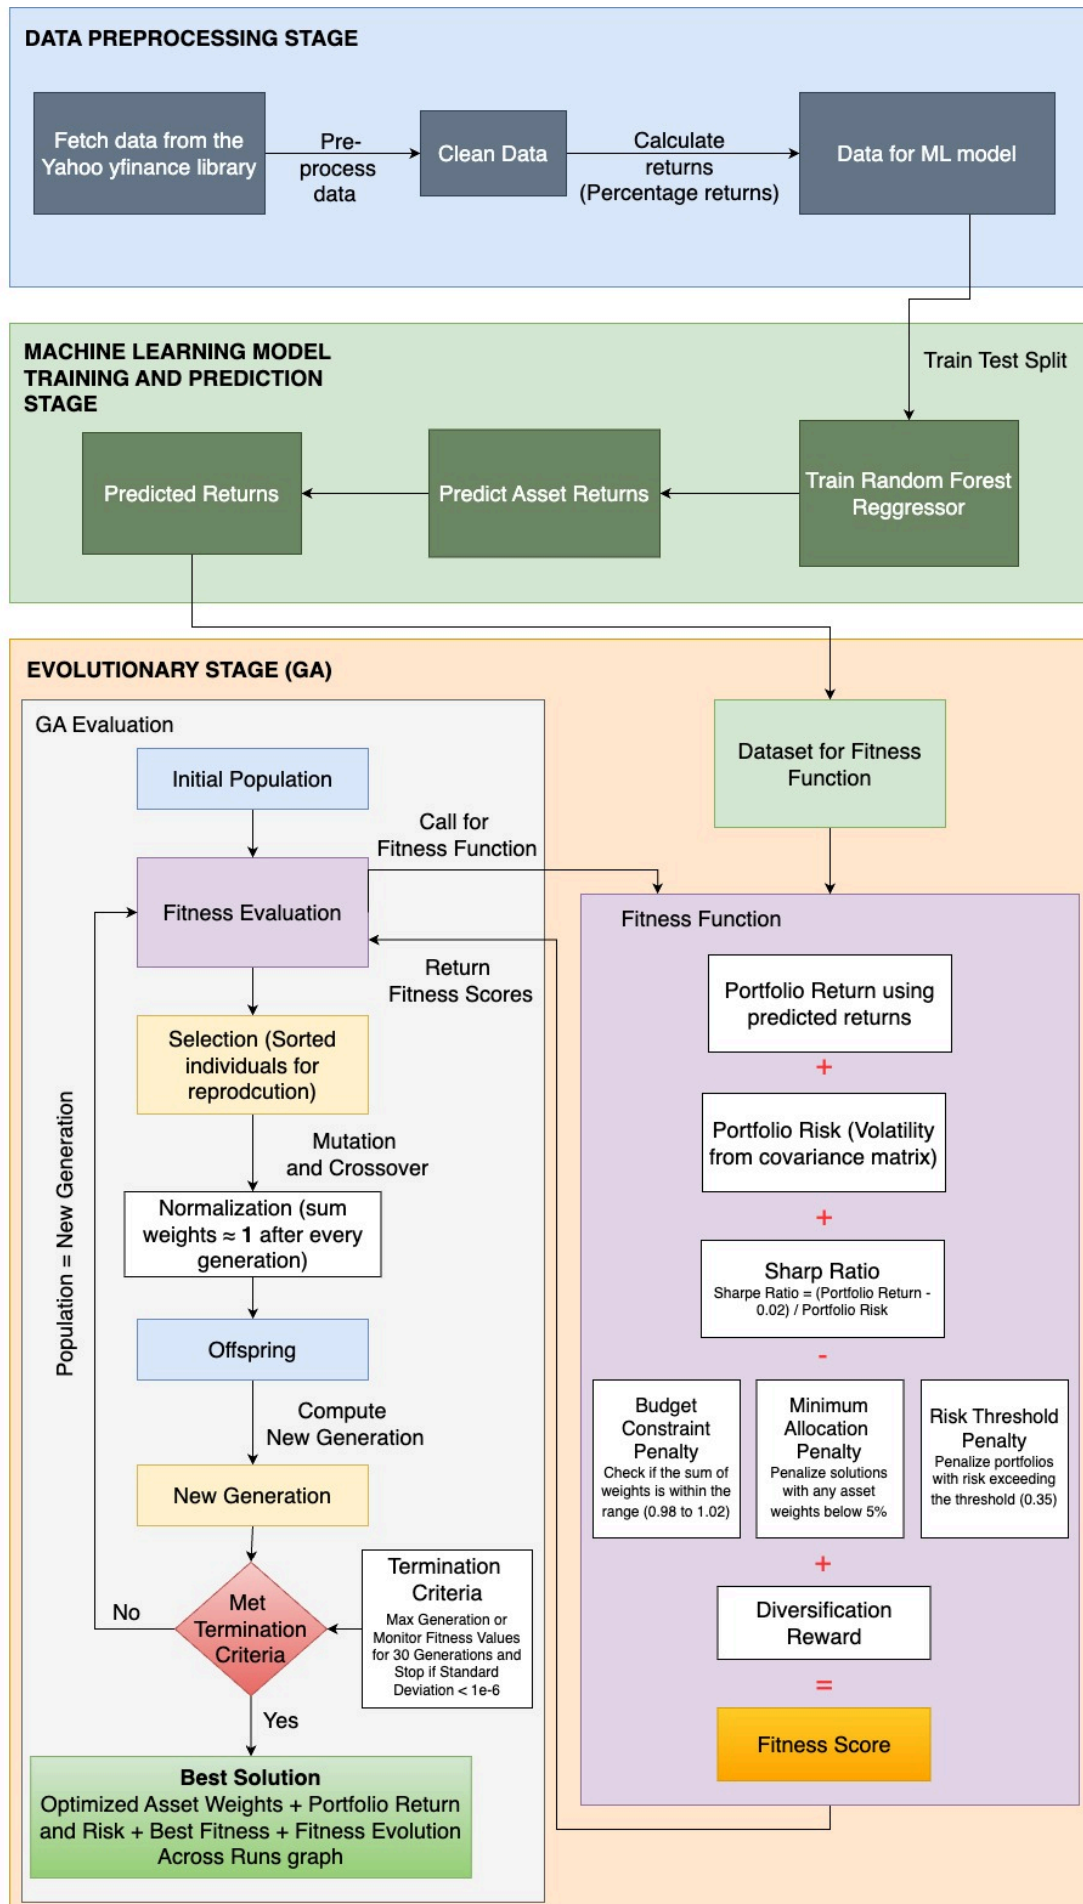 DATA PREPROCESSING STAGE
Fetch data from the
Yahoo yfinance library
Pre-
process
data
Clean Data
Calculate
returns
(Percentage returns)
Data for ML model
MACHINE LEARNING MODEL
TRAINING AND PREDICTION
STAGE
Train Test Split
Train Random Forest
Reggressor
Predict Asset Returns
Predicted Returns
EVOLUTIONARY STAGE (GA)
GA Evaluation
Initial Population
Call for
Fitness Function
Fitness Evaluation
Return
Fitness Scores
Selection (Sorted
individuals for
reprodcution)
Mutation
and Crossover
Normalization (sum
weights ≈ 1 after every
generation)
Offspring
Compute
New Generation
New Generation
Population = New Generation
Met
Termination
Criteria
No
Yes
Termination
Criteria
Max Generation or
Monitor Fitness Values
for 30 Generations and
Stop if Standard
Deviation < 1e-6
Best Solution
Optimized Asset Weights + Portfolio Return
and Risk + Best Fitness + Fitness Evolution
Across Runs graph
Dataset for Fitness
Function
Fitness Function
Portfolio Return using
predicted returns
+
Portfolio Risk (Volatility
from covariance matrix)
+
Sharp Ratio
Sharpe Ratio = (Portfolio Return -
0.02) / Portfolio Risk
-
Budget
Constraint
Penalty
Check if the sum of
weights is within the
range (0.98 to 1.02)
Minimum
Allocation
Penalty
Penalize solutions
with any asset
weights below 5%
Risk Threshold
Penalty
Penalize portfolios
with risk exceeding
the threshold (0.35)
+
Diversification
Reward
=
Fitness Score